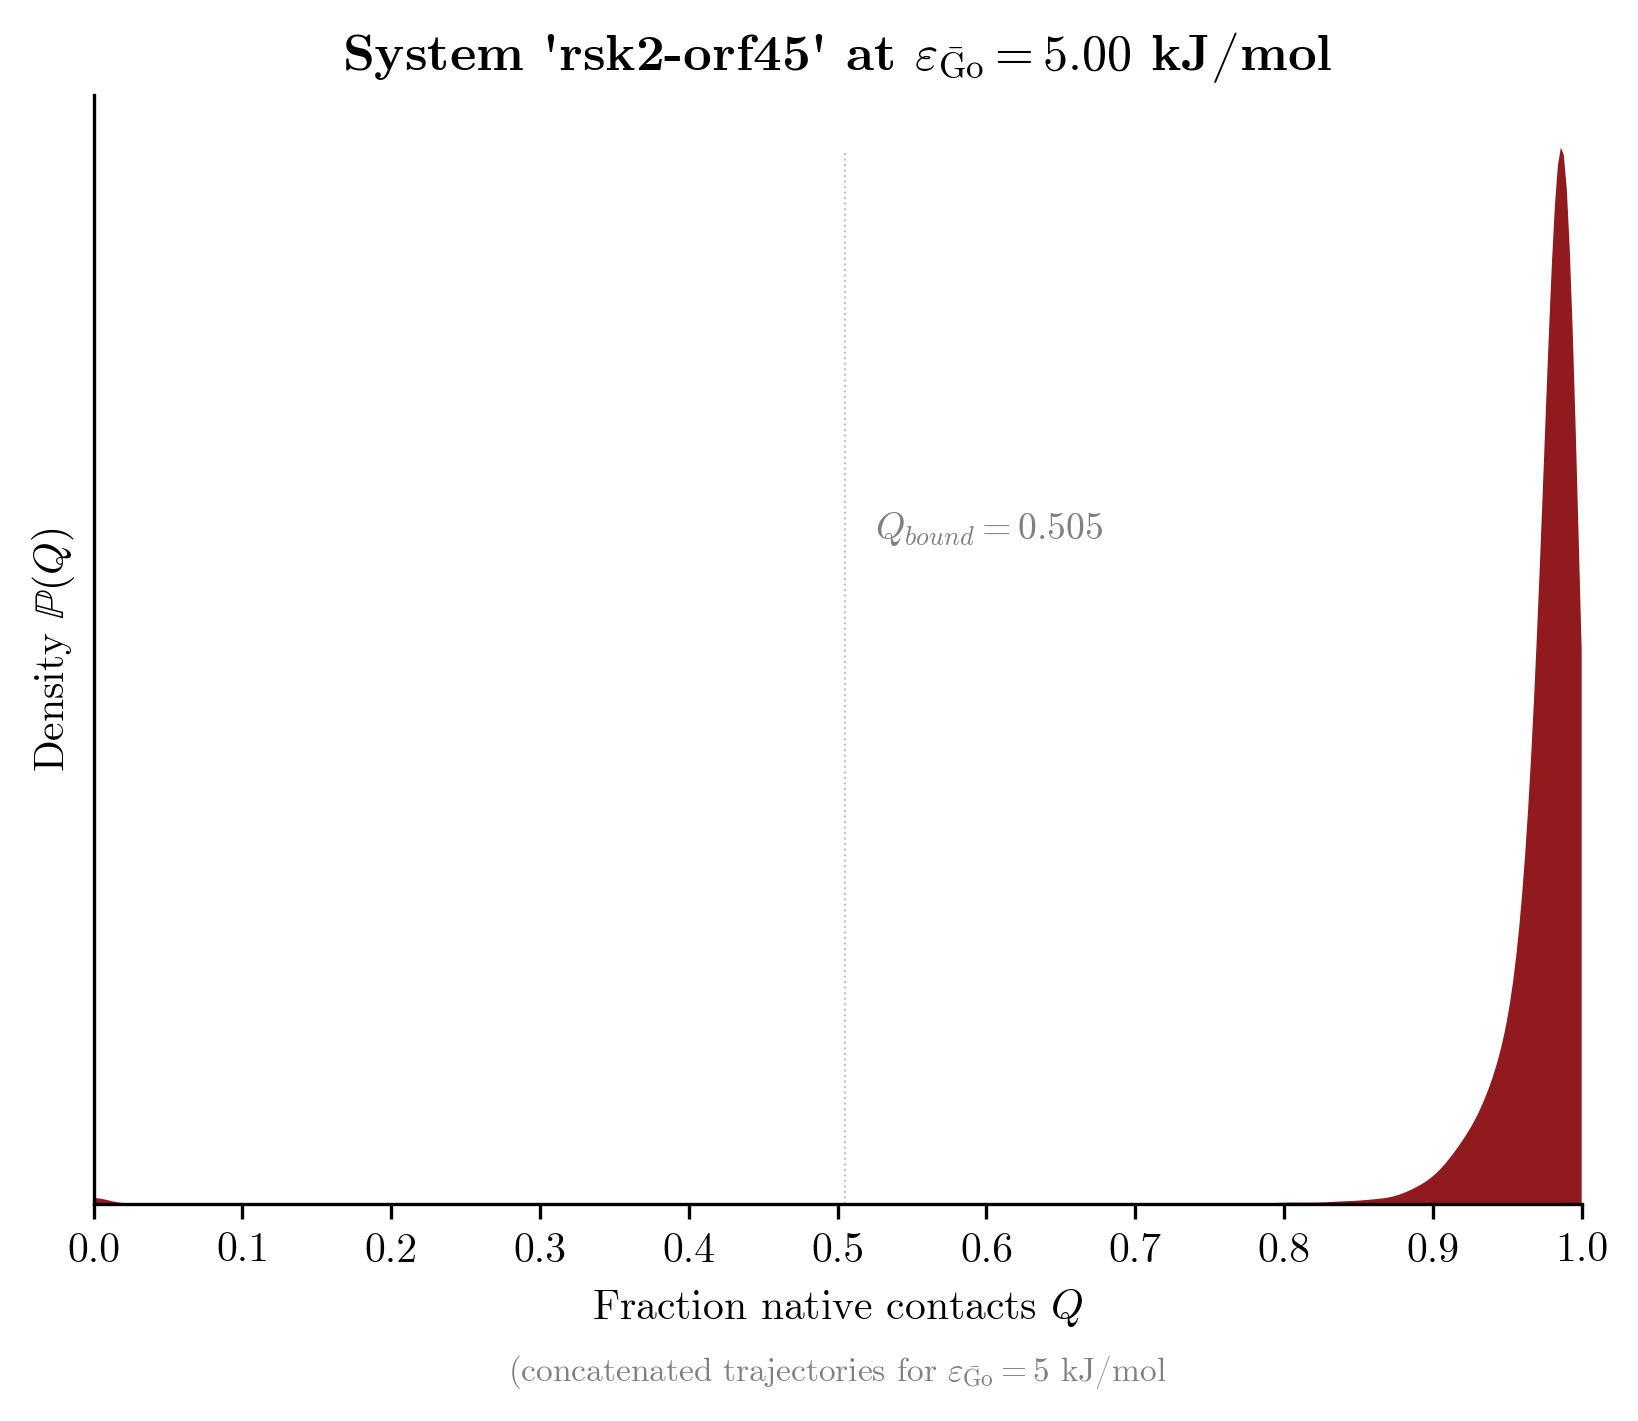 System 'rsk2-orf45' at ε_Gō = 5.00 kJ/mol
Density ℙ(Q)
Q_bound = 0.505
0.0 0.1 0.2 0.3 0.4 0.5 0.6 0.7 0.8 0.9 1.0
Fraction native contacts Q
(concatenated trajectories for ε_Ḡo = 5 kJ/mol